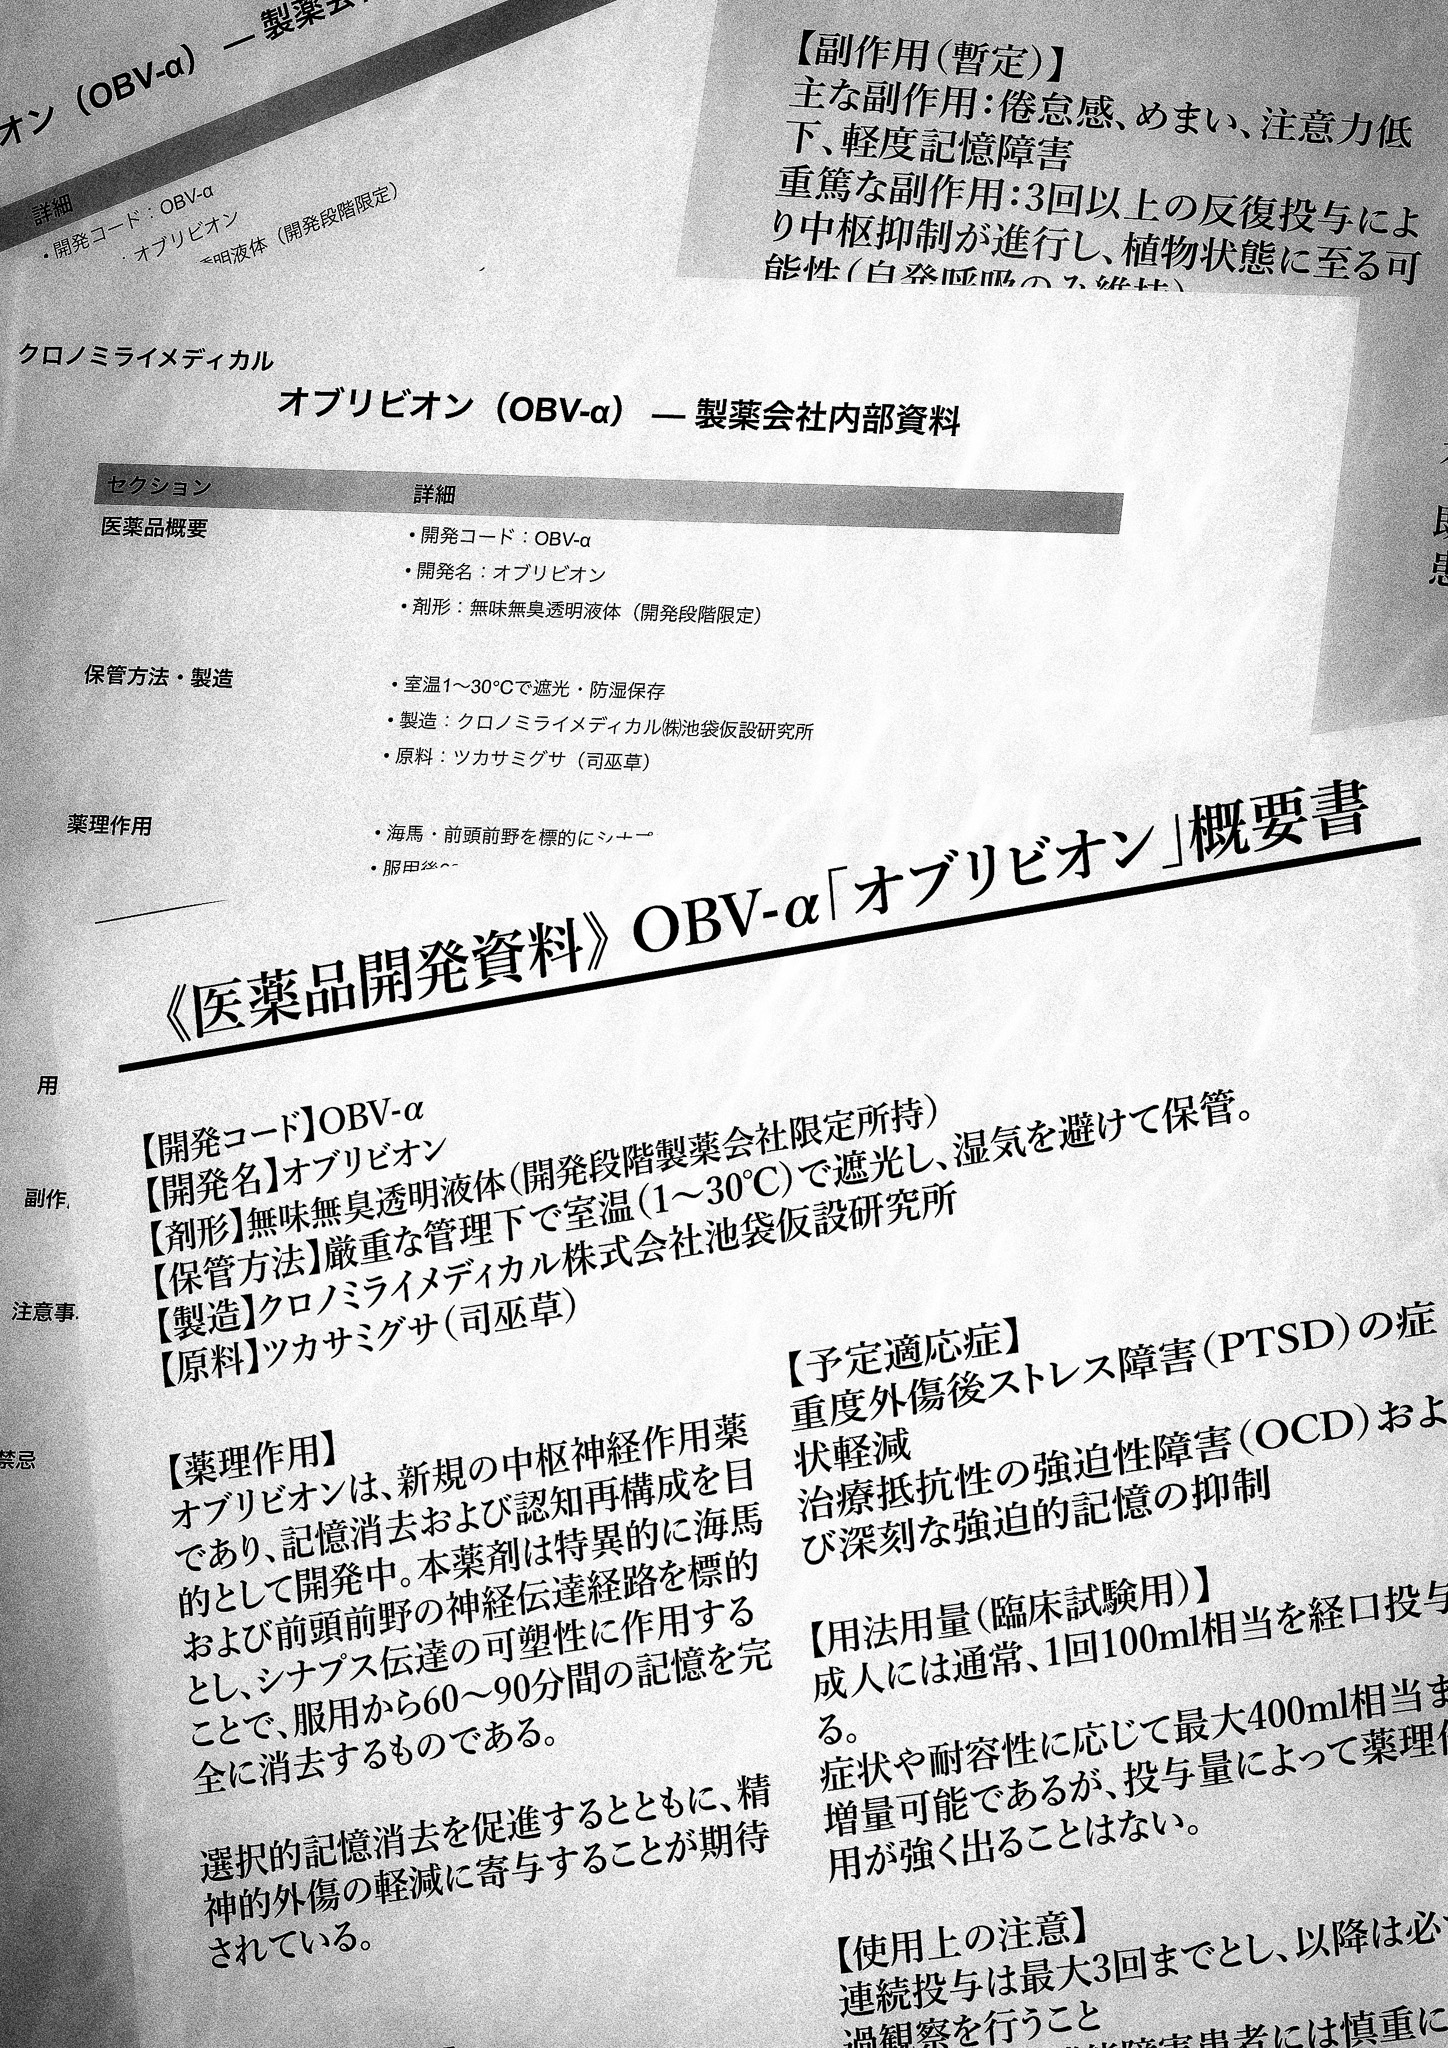 オン（OBV-α） — 製薬会
詳細
・開発コード：OBV-α
：オブリビオン
透明液体（開発段階限定）
【副作用（暫定）】
主な副作用：倦怠感、めまい、注意力低
下、軽度記憶障害
重篤な副作用：3回以上の反復投与によ
り中枢抑制が進行し、植物状態に至る可
能性（自発呼吸のみ維持）
クロノミライメディカル
オブリビオン（OBV-α） — 製薬会社内部資料
セクション 詳細
医薬品概要 • 開発コード：OBV-α
• 開発名：オブリビオン
• 剤形：無味無臭透明液体（開発段階限定）
保管方法・製造 • 室温1〜30°Cで遮光・防湿保存
• 製造：クロノミライメディカル㈱池袋仮設研究所
• 原料：ツカサミグサ（司巫草）
薬理作用 • 海馬・前頭前野を標的にシナプ
• 服用後
用
副作
注意事
禁忌
《医薬品開発資料》OBV-α「オブリビオン」概要書
【開発コード】OBV-α
【開発名】オブリビオン
【剤形】無味無臭透明液体（開発段階製薬会社限定所持）
【保管方法】厳重な管理下で室温（1〜30℃）で遮光し、湿気を避けて保管。
【製造】クロノミライメディカル株式会社池袋仮設研究所
【原料】ツカサミグサ（司巫草）
【薬理作用】
オブリビオンは、新規の中枢神経作用薬
であり、記憶消去および認知再構成を目
的として開発中。本薬剤は特異的に海馬
および前頭前野の神経伝達経路を標的
とし、シナプス伝達の可塑性に作用する
ことで、服用から60〜90分間の記憶を完
全に消去するものである。
選択的記憶消去を促進するとともに、精
神的外傷の軽減に寄与することが期待
されている。
【予定適応症】
重度外傷後ストレス障害（PTSD）の症
状軽減
治療抵抗性の強迫性障害（OCD）およ
び深刻な強迫的記憶の抑制
【用法用量（臨床試験用）】
成人には通常、1回100ml相当を経口投与
る。
症状や耐容性に応じて最大400ml相当ま
増量可能であるが、投与量によって薬理作
用が強く出ることはない。
【使用上の注意】
連続投与は最大3回までとし、以降は必
過観察を行うこと
障害患者には慎重に